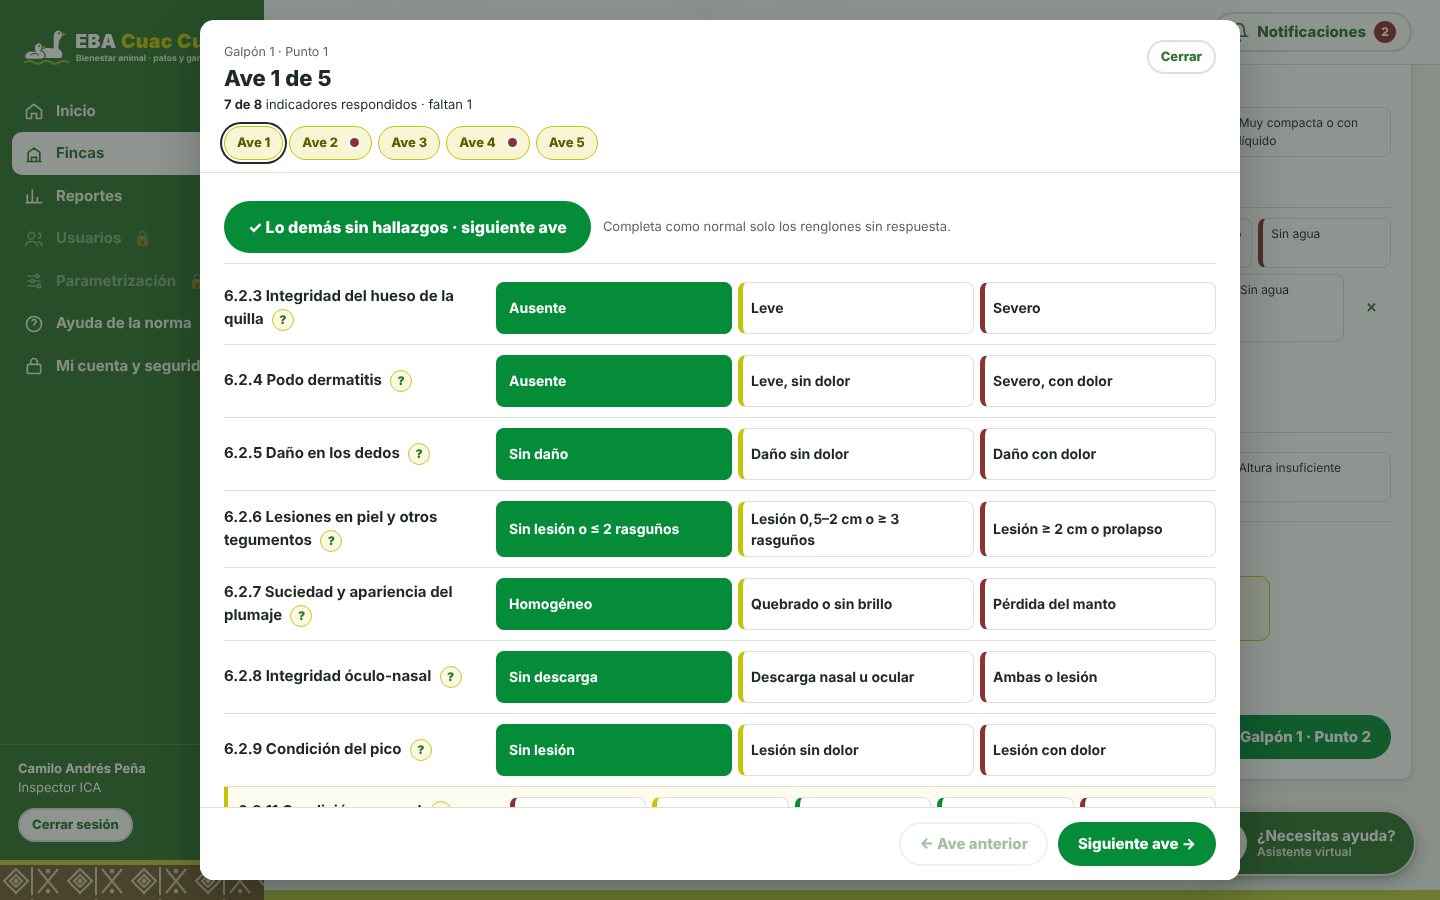 EBA Cuac
Bienestar animal · patos y
Inicio
Fincas
Reportes
Usuarios
Parametrización
Ayuda de la norma
Mi cuenta y
Camilo Andrés Peña
Inspector ICA
Cerrar sesión
Galpón 1 · Punto 1
Ave 1 de 5
7 de 8 indicadores respondidos · faltan 1
Cerrar
Ave 1
Ave 2
Ave 3
Ave 4
Ave 5
✓ Lo demás sin hallazgos · siguiente ave
Completa como normal solo los renglones sin respuesta.
6.2.3 Integridad del hueso de la
quilla ?
Ausente
Leve
Severo
6.2.4 Podo dermatitis ?
Ausente
Leve, sin dolor
Severo, con dolor
6.2.5 Daño en los dedos ?
Sin daño
Daño sin dolor
Daño con dolor
6.2.6 Lesiones en piel y otros
tegumentos ?
Sin lesión o ≤ 2 rasguños
Lesión 0,5–2 cm o ≥ 3
rasguños
Lesión ≥ 2 cm o prolapso
6.2.7 Suciedad y apariencia del
plumaje ?
Homogéneo
Quebrado o sin brillo
Pérdida del manto
6.2.8 Integridad óculo-nasal ?
Sin descarga
Descarga nasal u ocular
Ambas o lesión
6.2.9 Condición del pico ?
Sin lesión
Lesión sin dolor
Lesión con dolor
← Ave anterior
Siguiente ave →
Notificaciones 2
Muy compacta o con
líquido
Sin agua
Sin agua
×
Altura insuficiente
Galpón 1 · Punto 2
¿Necesitas ayuda?
Asistente virtual